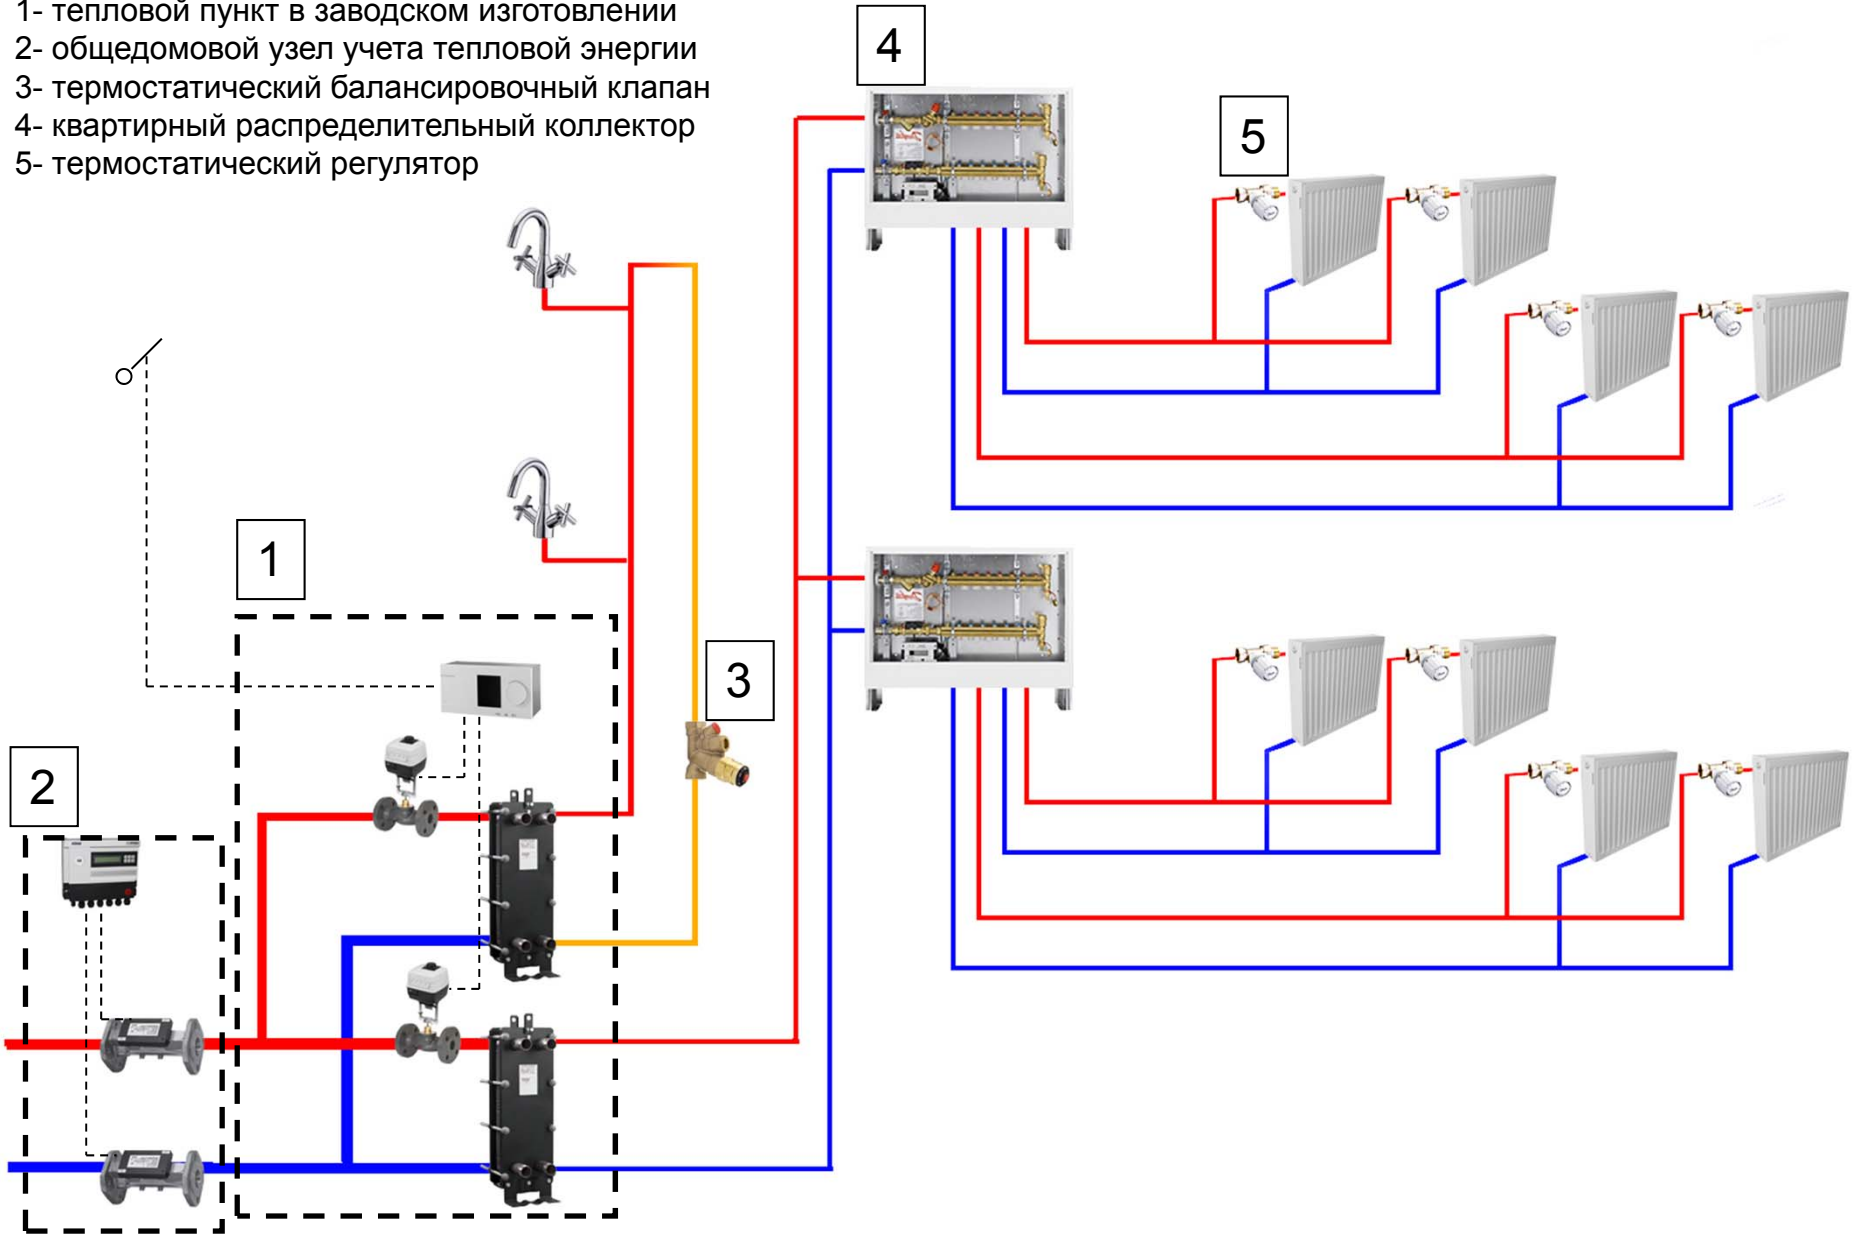 1- тепловой пункт в заводском изготовлении
2- общедомовой узел учета тепловой энергии
3- термостатический балансировочный клапан
4- квартирный распределительный коллектор
5- термостатический регулятор
4
5
1
3
2